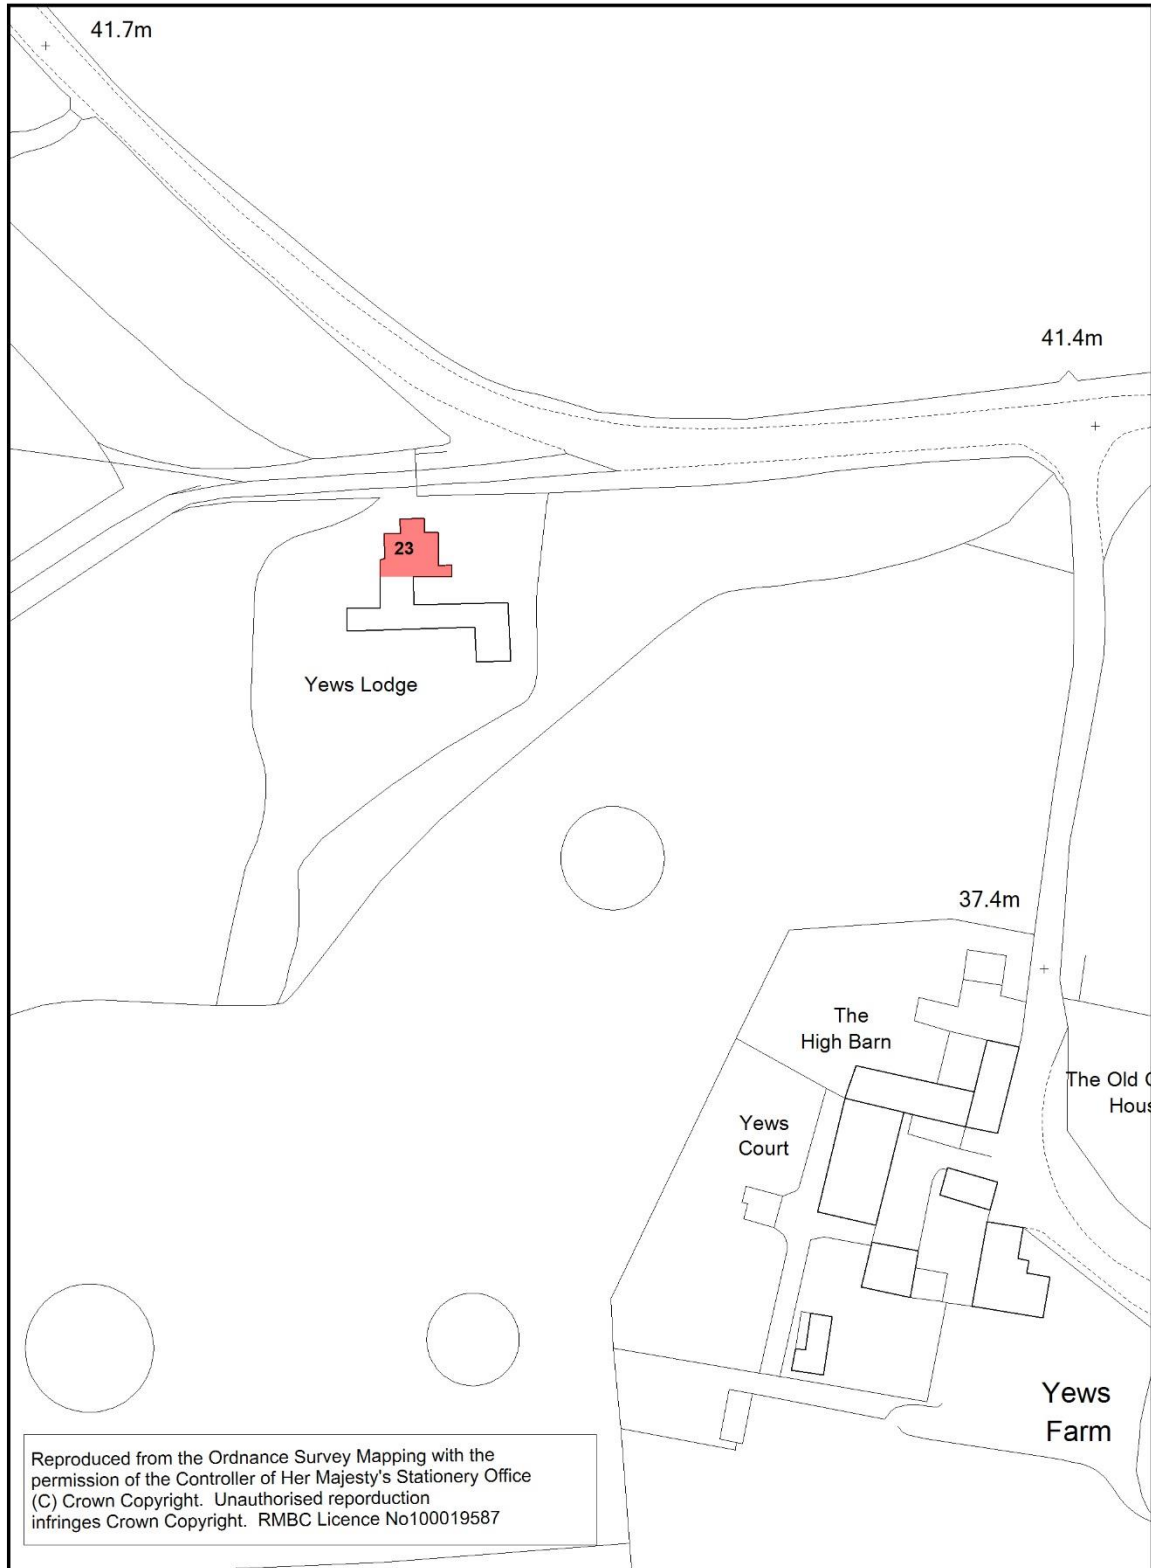 41.7m
41.4m
23
Yews Lodge
37.4m
The
High Barn
The Old
Yews
Court
Yews
Farm
Reproduced from the Ordnance Survey Mapping with the
permission of the Controller of Her Majesty's Stationery Office
(C) Crown Copyright. Unauthorised reporduction
infringes Crown Copyright. RMBC Licence No100019587